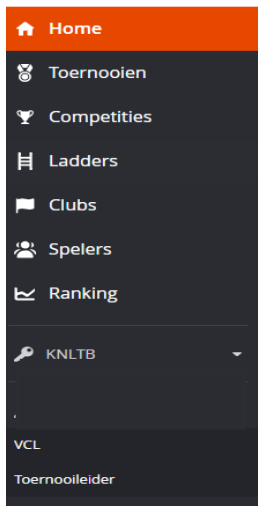 Home
Toernooien
Competities
Ladders
Clubs
Spelers
Ranking
KNLTB
VCL
Toernooileider